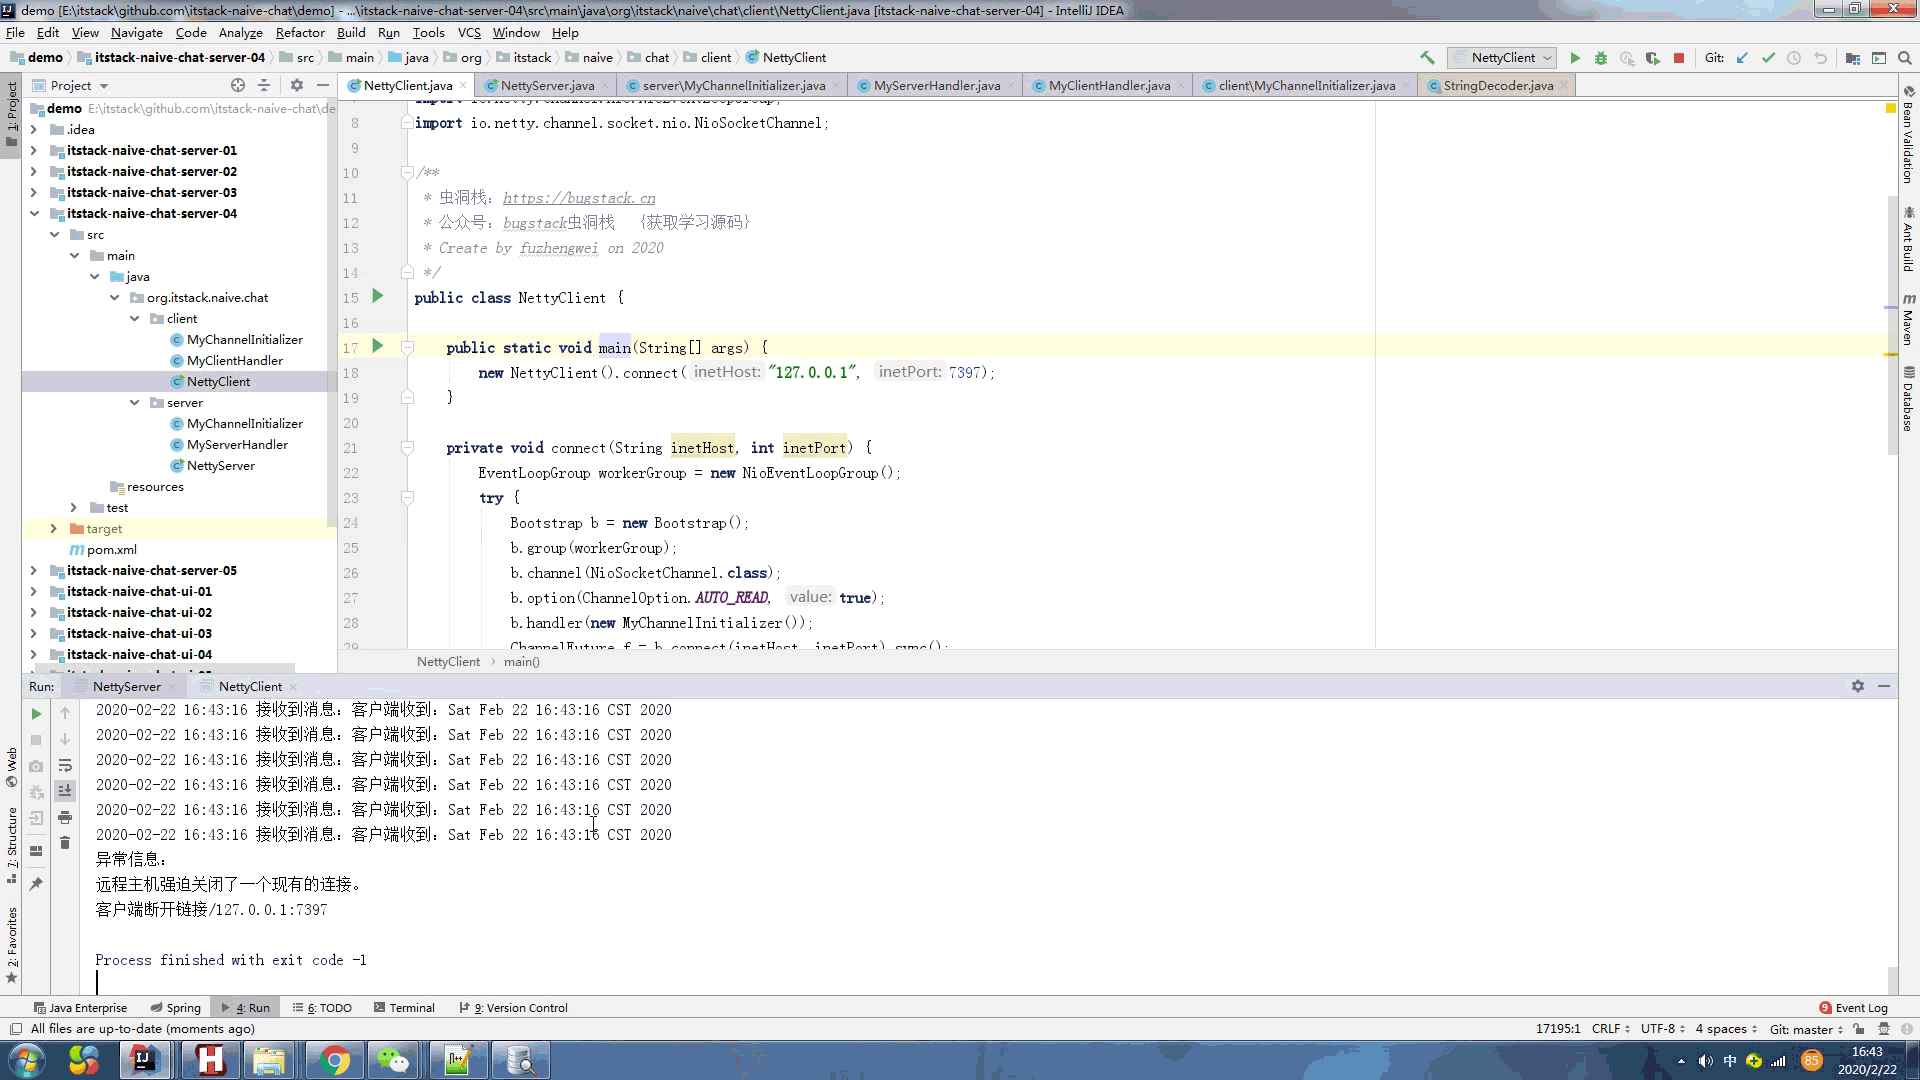 demo [E:\itstack\github.com\itstack-naive-chat\demo] - ...\itstack-naive-chat-server-04\src\main\java\org\itstack\naive\chat\client\NettyClient.java [itstack-naive-chat-server-04] - IntelliJ IDEA
File Edit View Navigate Code Analyze Refactor Build Run Tools VCS Window Help
demo itstack-naive-chat-server-04 src main java org itstack naive chat client NettyClient
NettyClient Git:
Project
NettyClient.java NettyServer.java server\MyChannelInitializer.java MyServerHandler.java MyClientHandler.java client\MyChannelInitializer.java StringDecoder.java
1: Project
demo E:\itstack\github.com\itstack-naive-chat\de
.idea
itstack-naive-chat-server-01
itstack-naive-chat-server-02
itstack-naive-chat-server-03
itstack-naive-chat-server-04
src
main
java
org.itstack.naive.chat
client
MyChannelInitializer
MyClientHandler
NettyClient
server
MyChannelInitializer
MyServerHandler
NettyServer
resources
test
target
pom.xml
itstack-naive-chat-server-05
itstack-naive-chat-ui-01
itstack-naive-chat-ui-02
itstack-naive-chat-ui-03
itstack-naive-chat-ui-04
8 import io.netty.channel.socket.nio.NioSocketChannel;
9
10 /**
11 * 虫洞栈：https://bugstack.cn
12 * 公众号：bugstack虫洞栈 ｛获取学习源码｝
13 * Create by fuzhengwei on 2020
14 */
15 public class NettyClient {
16
17 public static void main(String[] args) {
18 new NettyClient().connect( inetHost: "127.0.0.1", inetPort: 7397);
19 }
20
21 private void connect(String inetHost, int inetPort) {
22 EventLoopGroup workerGroup = new NioEventLoopGroup();
23 try {
24 Bootstrap b = new Bootstrap();
25 b.group(workerGroup);
26 b.channel(NioSocketChannel.class);
27 b.option(ChannelOption.AUTO_READ, value: true);
28 b.handler(new MyChannelInitializer());
29 ChannelFuture f = b.connect(inetHost, inetPort).sync();
NettyClient main()
Bean Validation
Ant Build
Maven
Database
Run: NettyServer NettyClient
2020-02-22 16:43:16 接收到消息：客户端收到：Sat Feb 22 16:43:16 CST 2020
2020-02-22 16:43:16 接收到消息：客户端收到：Sat Feb 22 16:43:16 CST 2020
2020-02-22 16:43:16 接收到消息：客户端收到：Sat Feb 22 16:43:16 CST 2020
2020-02-22 16:43:16 接收到消息：客户端收到：Sat Feb 22 16:43:16 CST 2020
2020-02-22 16:43:16 接收到消息：客户端收到：Sat Feb 22 16:43:16 CST 2020
2020-02-22 16:43:16 接收到消息：客户端收到：Sat Feb 22 16:43:16 CST 2020
异常信息：
远程主机强迫关闭了一个现有的连接。
客户端断开链接/127.0.0.1:7397
Process finished with exit code -1
Web
7: Structure
2: Favorites
Java Enterprise Spring 4: Run 6: TODO Terminal 9: Version Control 9 Event Log
All files are up-to-date (moments ago) 17195:1 CRLF UTF-8 4 spaces Git: master
中 85 16:43
2020/2/22